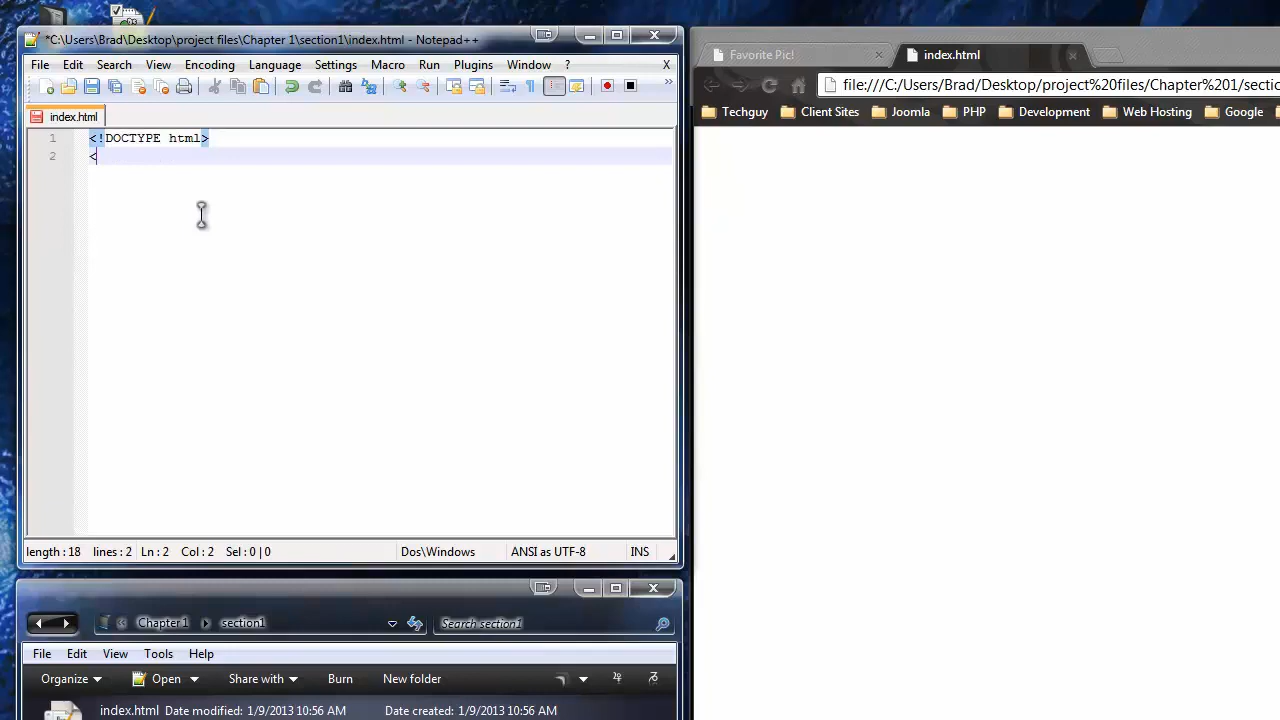 *C:\Users\Brad\Desktop\project files\Chapter 1\section1\index.html - Notepad++
File Edit Search View Encoding Language Settings Macro Run Plugins Window ? X
index.html
1 <!DOCTYPE html>
2 <
length : 18 lines : 2 Ln : 2 Col : 2 Sel : 0 | 0 Dos\Windows ANSI as UTF-8 INS
Chapter 1 section1 Search section1
File Edit View Tools Help
Organize Open Share with Burn New folder
index.html Date modified: 1/9/2013 10:56 AM Date created: 1/9/2013 10:56 AM
Favorite Pic! index.html
file:///C:/Users/Brad/Desktop/project%20files/Chapter%201/sectio
Techguy Client Sites Joomla PHP Development Web Hosting Google